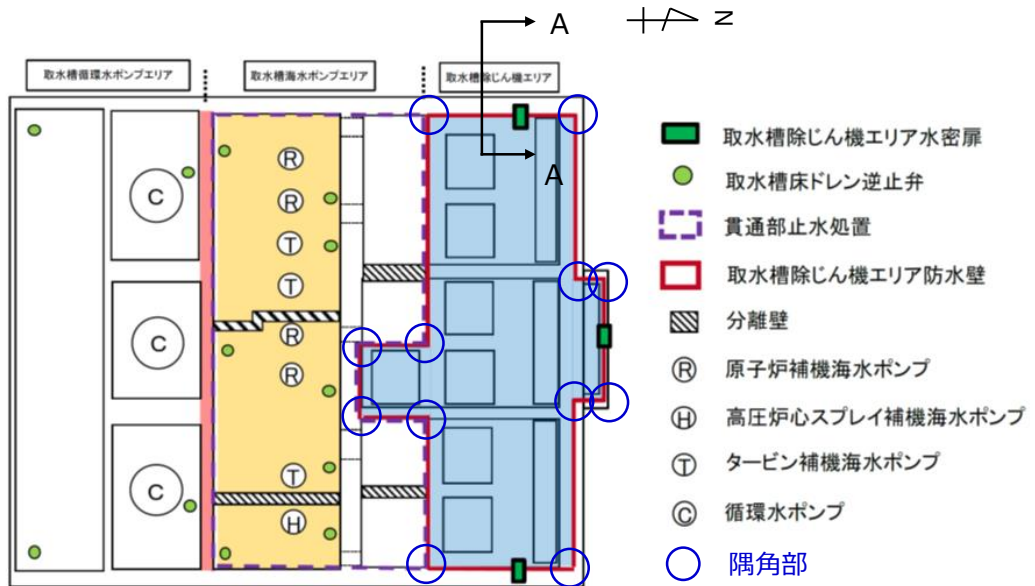 A
N
取水槽循環水ポンプエリア
取水槽海水ポンプエリア
取水槽除じん機エリア
A
R
R
T
T
R
R
T
H
C
C
C
取水槽除じん機エリア水密扉
取水槽床ドレン逆止弁
貫通部止水処置
取水槽除じん機エリア防水壁
分離壁
R 原子炉補機海水ポンプ
H 高圧炉心スプレイ補機海水ポンプ
T タービン補機海水ポンプ
C 循環水ポンプ
隅角部